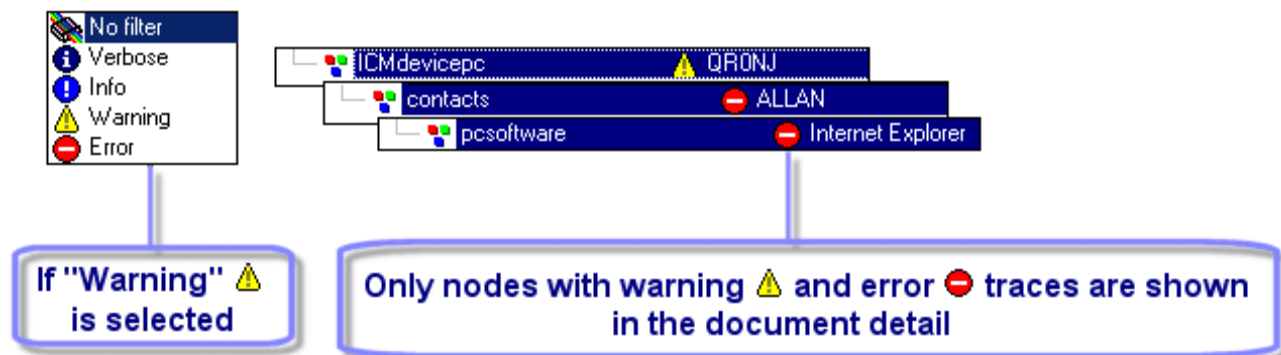 No filter
Verbose
Info
Warning
Error
ICMdevicepc QR0NJ
contacts ALLAN
pcsoftware Internet Explorer
If "Warning"
is selected
Only nodes with warning and error traces are shown
in the document detail